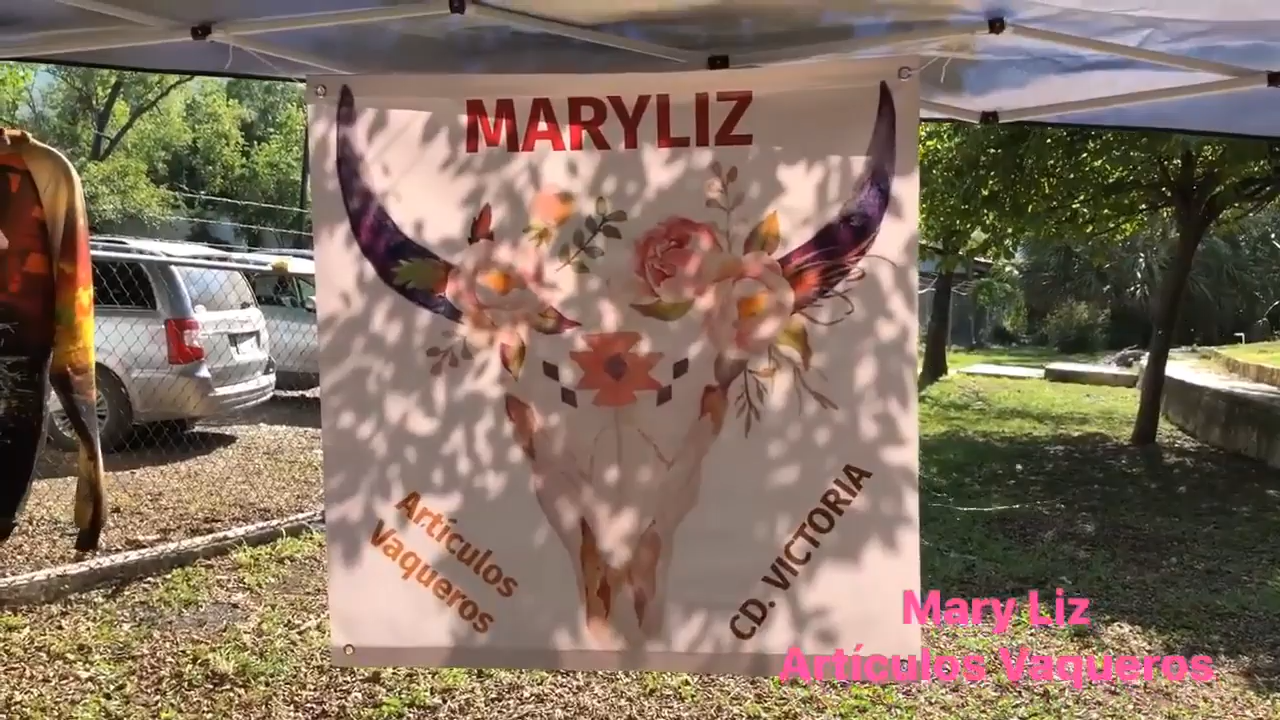 MARYLIZ
Artículos
Vaqueros
CD. VICTORIA
Mary Liz
Artículos Vaqueros